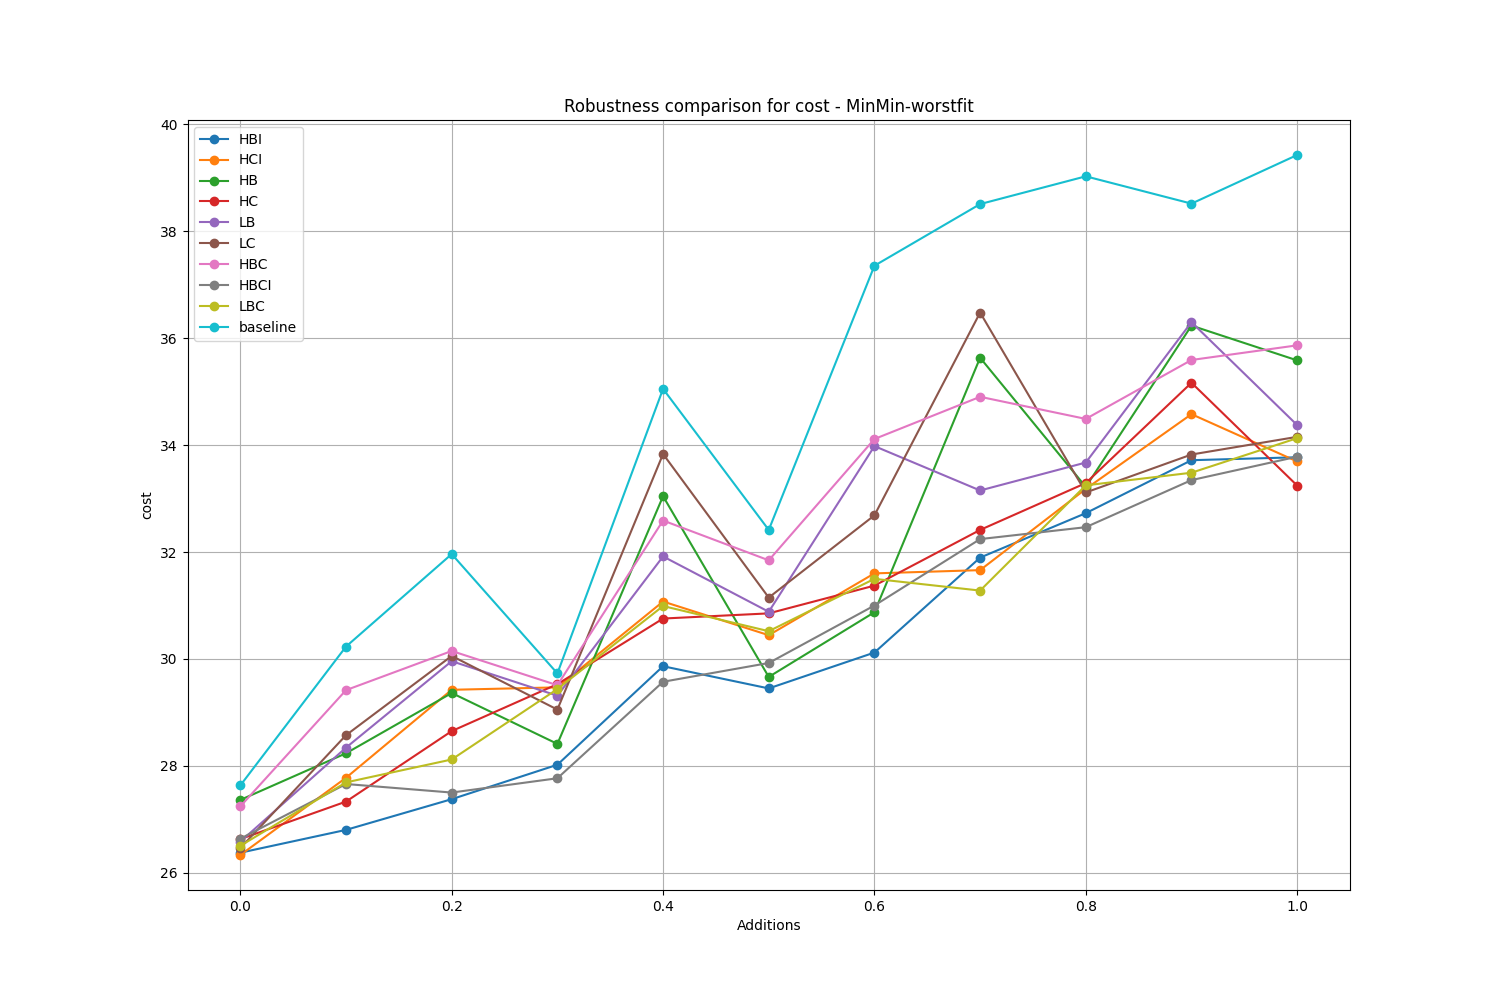 Robustness comparison for cost - MinMin-worstfit
40
38
36
34
32
30
28
26
cost
HBI
HCI
HB
HC
LB
LC
HBC
HBCI
LBC
baseline
0.0 0.2 0.4 0.6 0.8 1.0
Additions